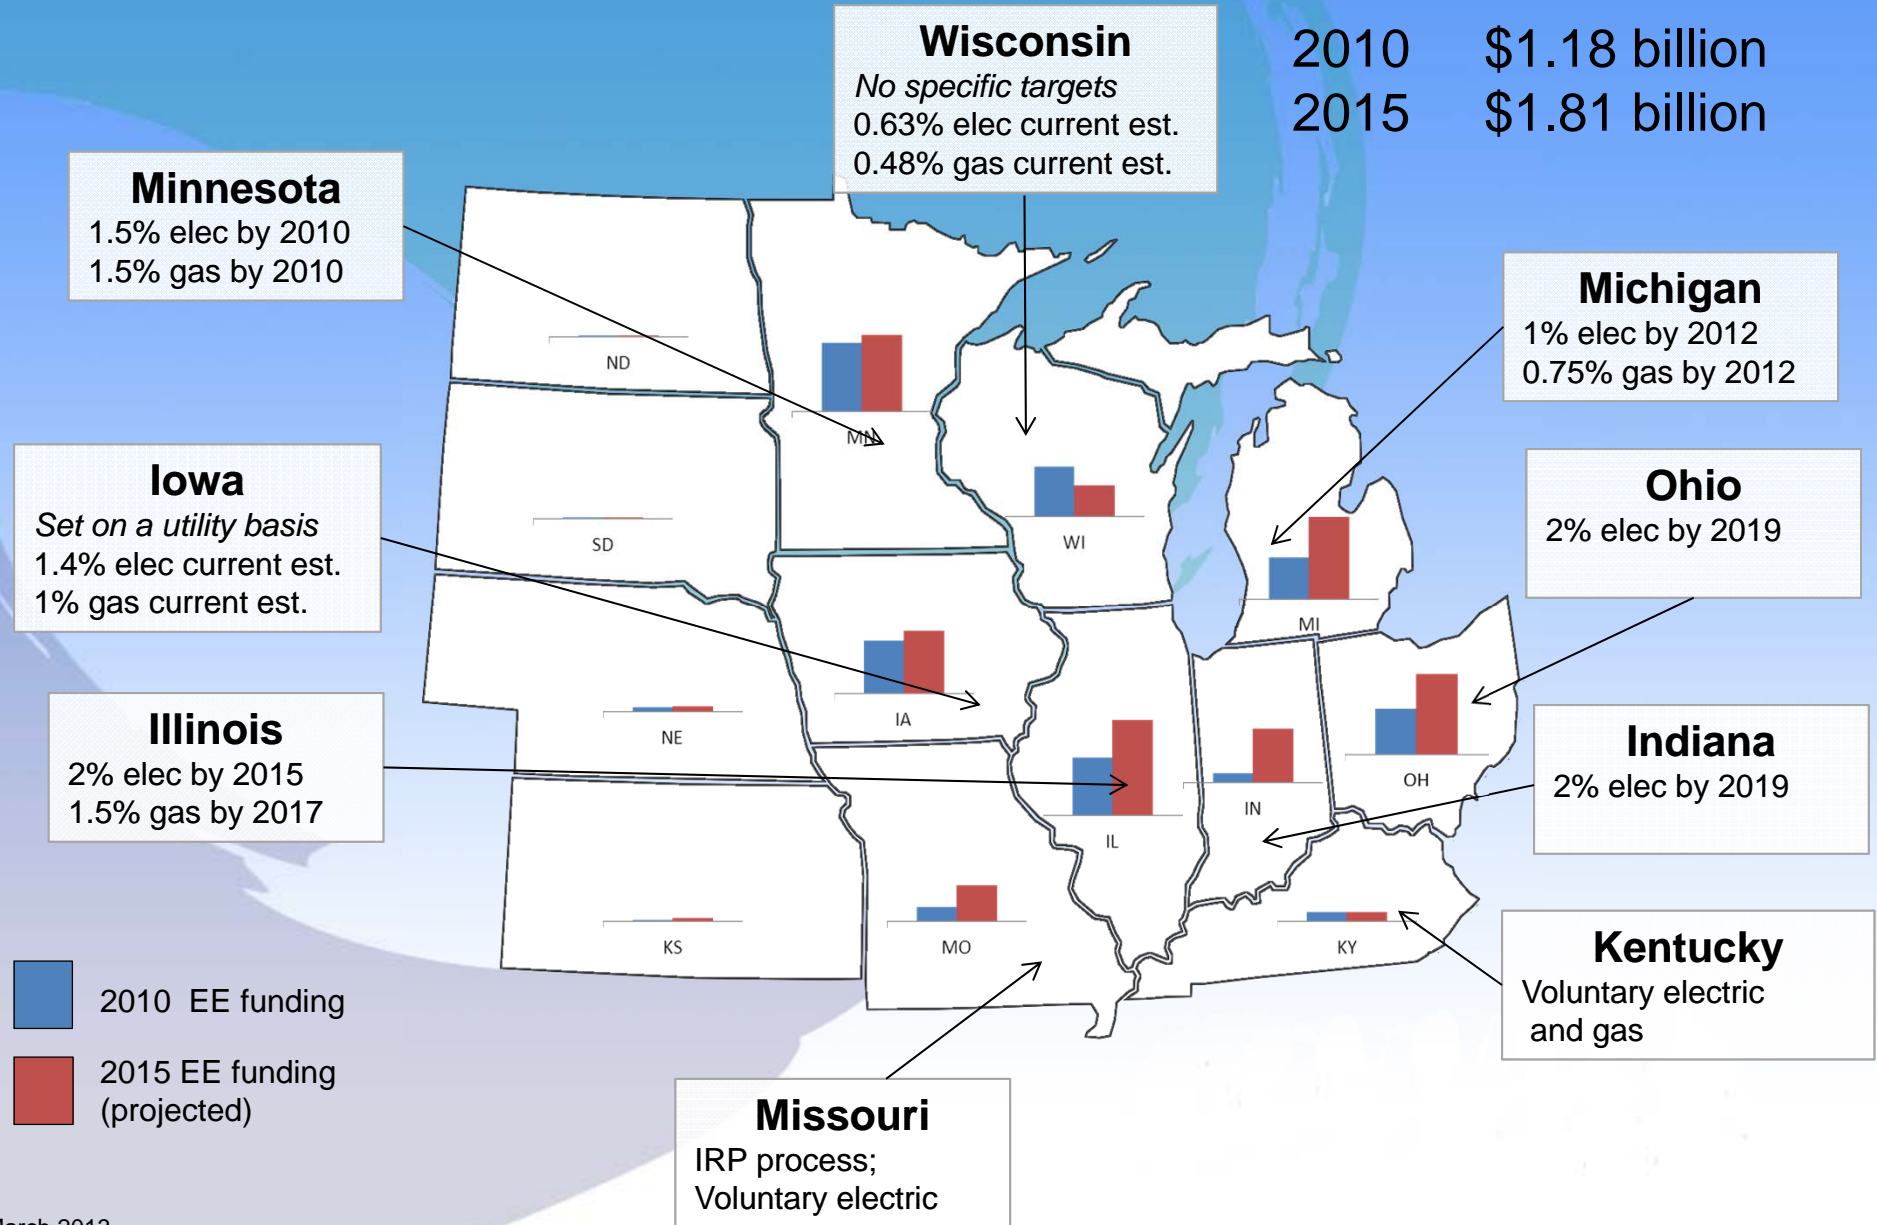 Wisconsin
No specific targets
0.63% elec current est.
0.48% gas current est.
2010 $1.18 billion
2015 $1.81 billion
Minnesota
1.5% elec by 2010
1.5% gas by 2010
Michigan
1% elec by 2012
0.75% gas by 2012
Iowa
Set on a utility basis
1.4% elec current est.
1% gas current est.
Ohio
2% elec by 2019
Illinois
2% elec by 2015
1.5% gas by 2017
Indiana
2% elec by 2019
Kentucky
Voluntary electric
and gas
Missouri
IRP process;
Voluntary electric
ND
MN
SD
WI
MI
IA
NE
OH
IN
IL
KS
MO
KY
2010 EE funding
2015 EE funding
(projected)